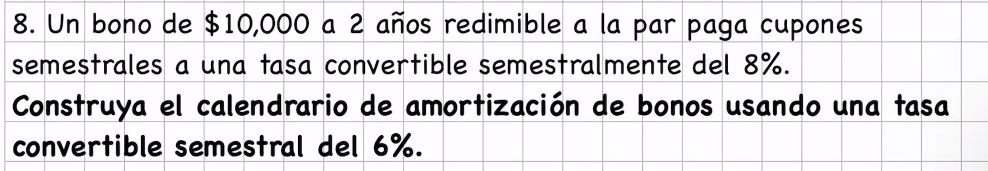 8. Un bono de $10,000 a 2 años redimible a la par paga cupones
semestrales a una tasa convertible semestralmente del 8%.
Construya el calendrario de amortización de bonos usando una tasa
convertible semestral del 6%.